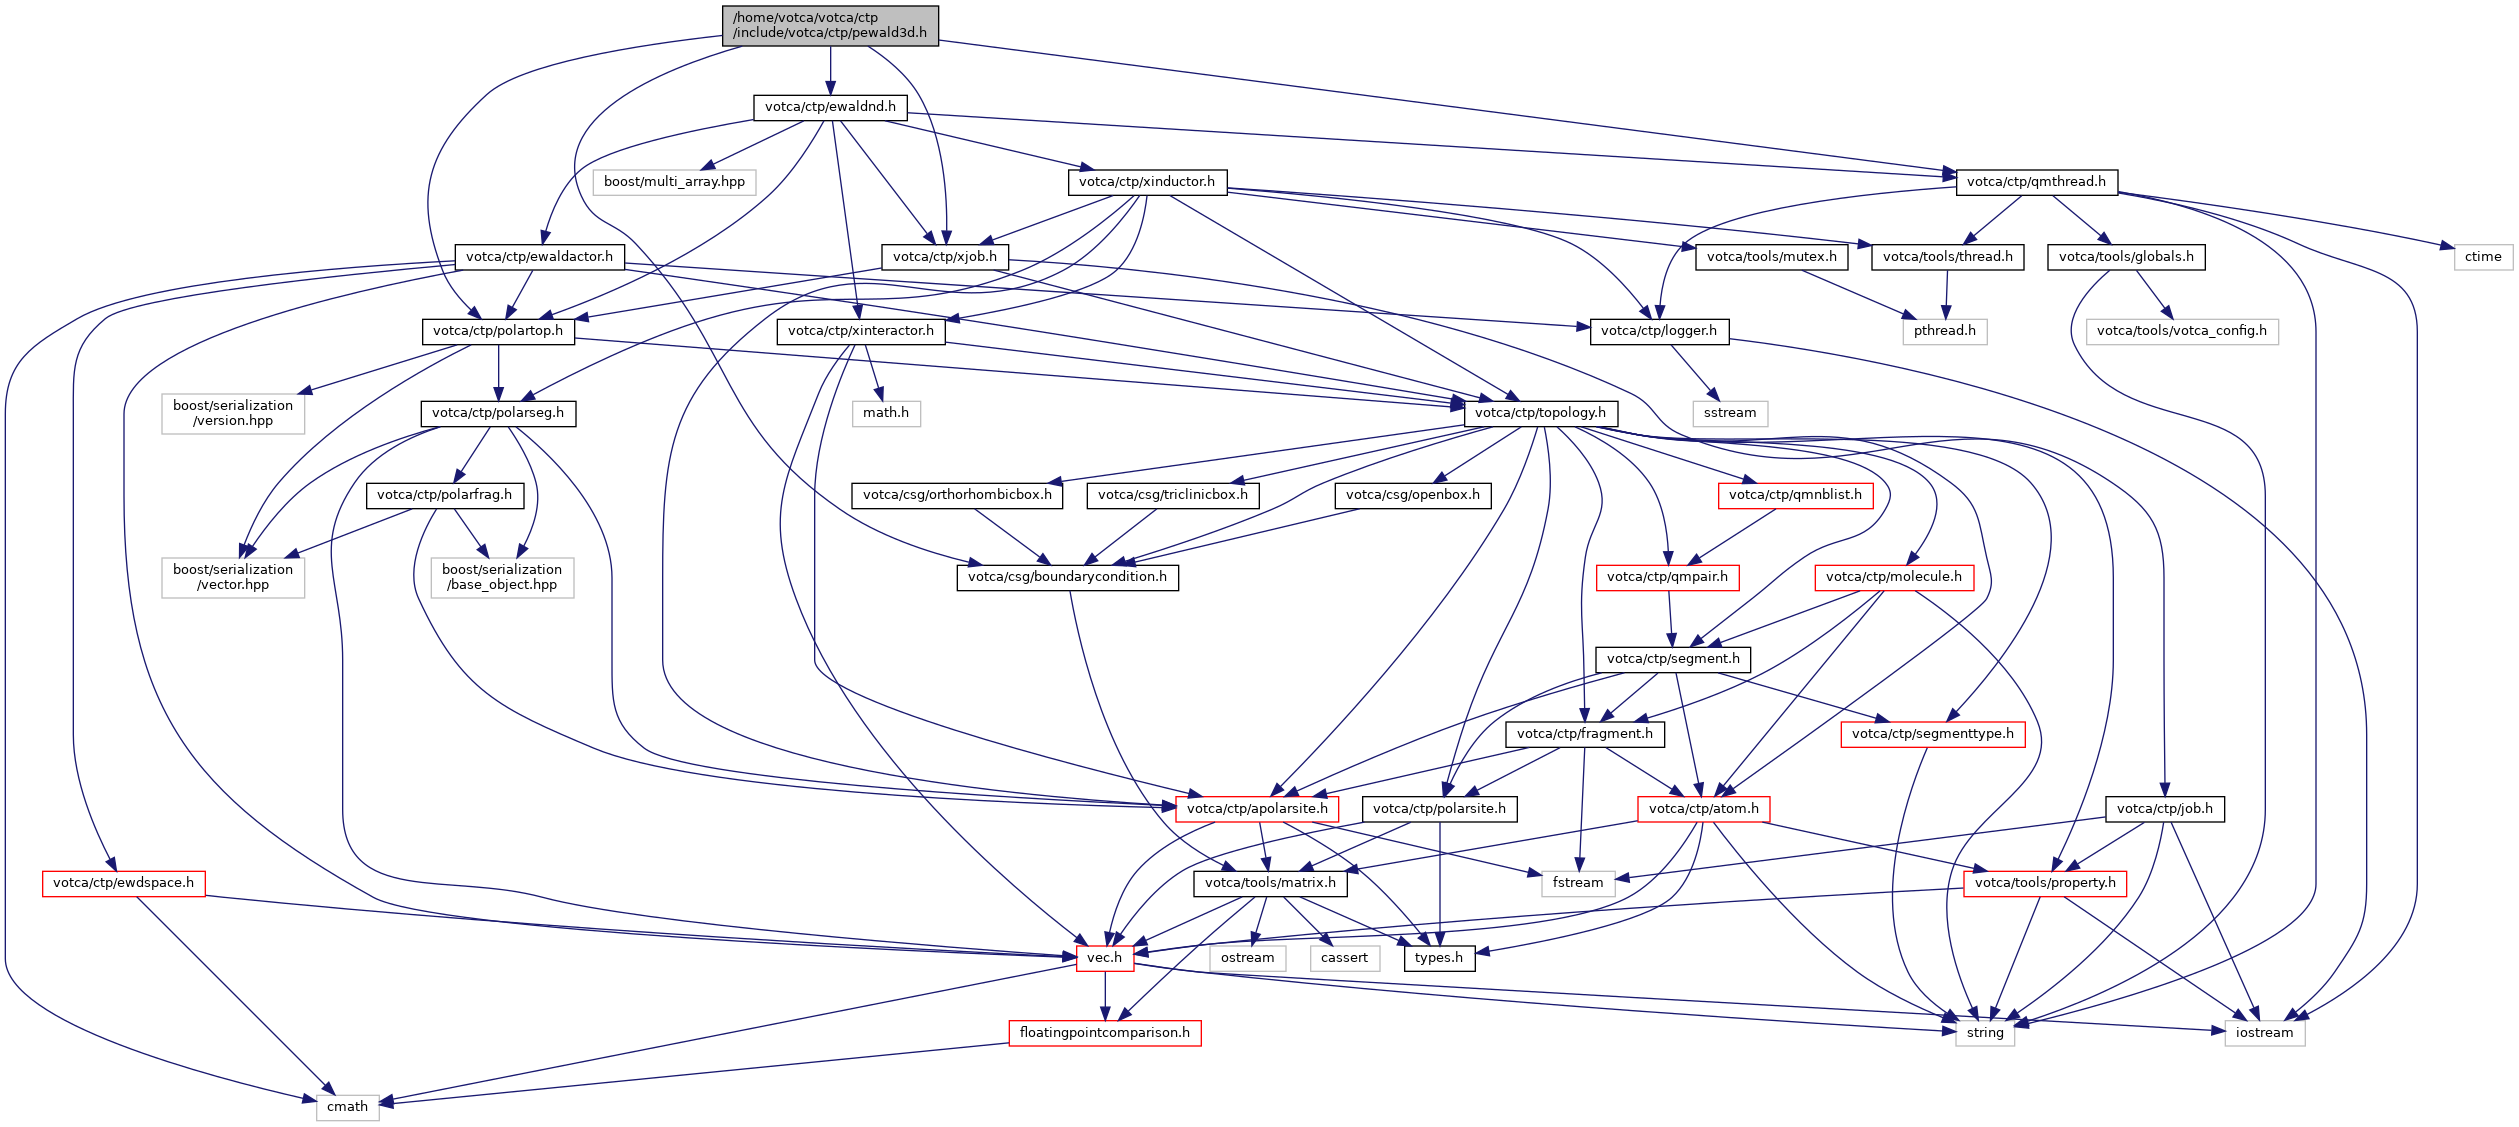 /home/votca/votca/ctp
/include/votca/ctp/pewald3d.h
votca/ctp/ewaldnd.h
boost/multi_array.hpp
votca/ctp/xinductor.h
votca/ctp/qmthread.h
votca/ctp/ewaldactor.h
votca/ctp/xjob.h
votca/tools/mutex.h
votca/tools/thread.h
votca/tools/globals.h
ctime
votca/ctp/polartop.h
votca/ctp/xinteractor.h
votca/ctp/logger.h
pthread.h
votca/tools/votca_config.h
boost/serialization
/version.hpp
votca/ctp/polarseg.h
math.h
votca/ctp/topology.h
sstream
votca/ctp/polarfrag.h
votca/csg/orthorhombicbox.h
votca/csg/triclinicbox.h
votca/csg/openbox.h
votca/ctp/qmnblist.h
boost/serialization
/vector.hpp
boost/serialization
/base_object.hpp
votca/csg/boundarycondition.h
votca/ctp/qmpair.h
votca/ctp/molecule.h
votca/ctp/segment.h
votca/ctp/fragment.h
votca/ctp/segmenttype.h
votca/ctp/apolarsite.h
votca/ctp/polarsite.h
votca/ctp/atom.h
votca/ctp/job.h
votca/ctp/ewdspace.h
votca/tools/matrix.h
fstream
votca/tools/property.h
vec.h
ostream
cassert
types.h
floatingpointcomparison.h
string
iostream
cmath